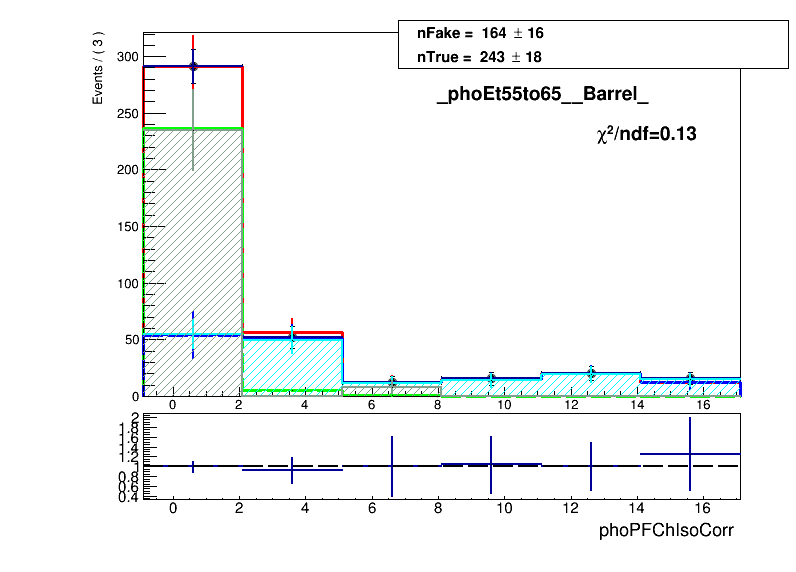 nFake = 164 ± 16
nTrue = 243 ± 18
_phoEt55to65__Barrel_
χ²/ndf=0.13
Events / ( 3 )
300
250
200
150
100
50
0
0 2 4 6 8 10 12 14 16
2
1.8
1.6
1.4
1.2
1
0.8
0.6
0.4
0 2 4 6 8 10 12 14 16
phoPFChIsoCorr